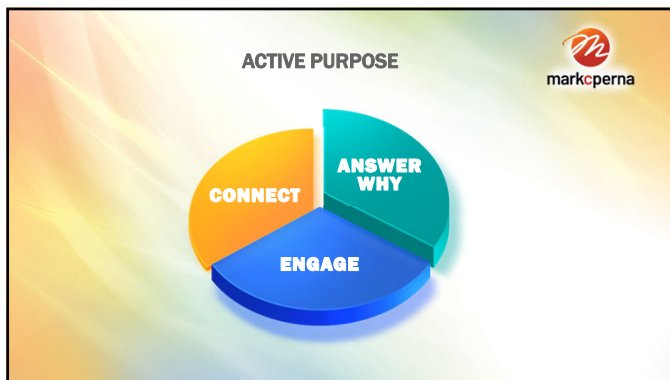 ACTIVE PURPOSE
markcperna
ANSWER
WHY
CONNECT
ENGAGE